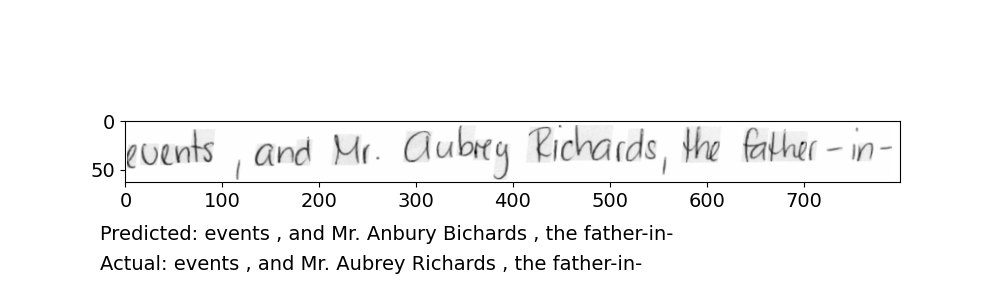 0
50
events , and Mr. Aubrey Richards, the father-in-
0 100 200 300 400 500 600 700
Predicted: events , and Mr. Anbury Bichards , the father-in-
Actual: events , and Mr. Aubrey Richards , the father-in-